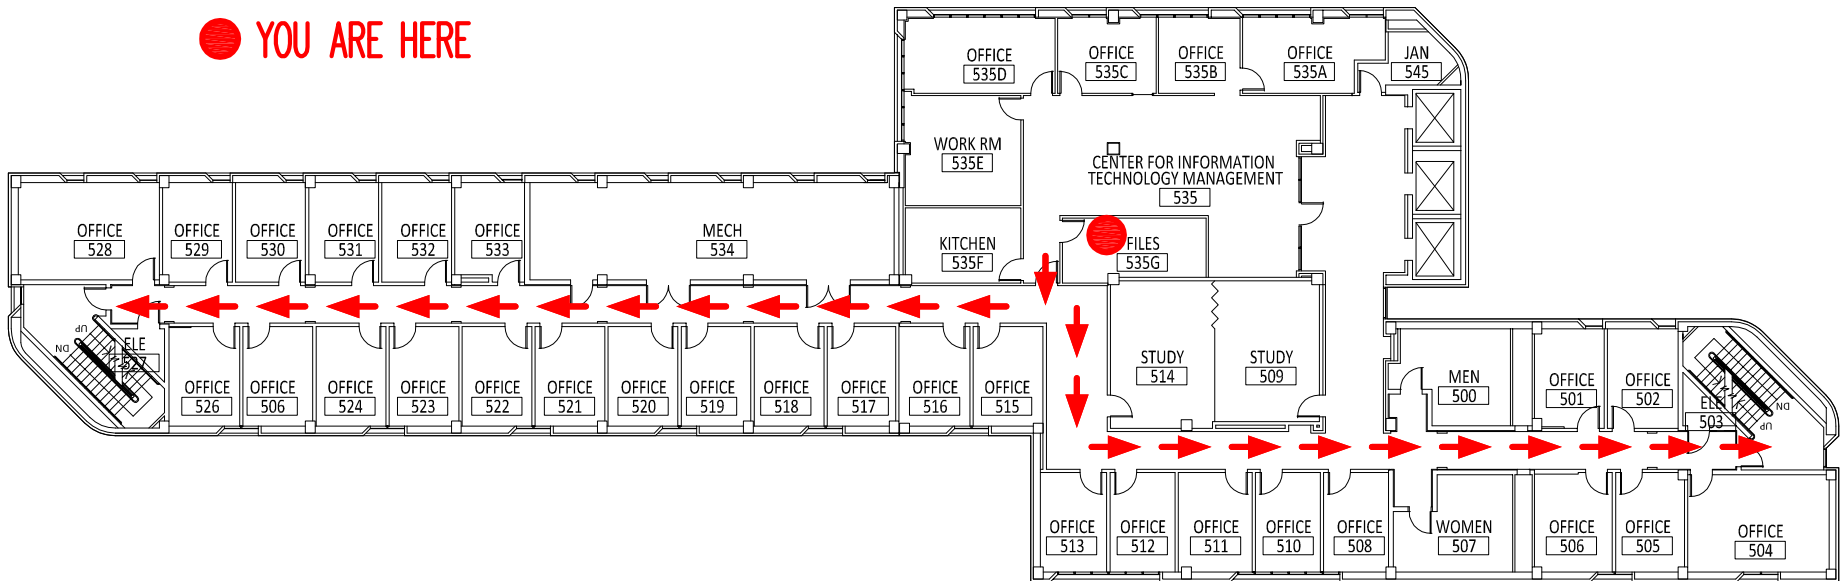 YOU ARE HERE
OFFICE
535D
OFFICE
535C
OFFICE
535B
OFFICE
535A
JAN
545
WORK RM
535E
CENTER FOR INFORMATION
TECHNOLOGY MANAGEMENT
535
KITCHEN
535F
FILES
535G
OFFICE
528
OFFICE
529
OFFICE
530
OFFICE
531
OFFICE
532
OFFICE
533
MECH
534
UP
DN
ELE
527
OFFICE
526
OFFICE
506
OFFICE
524
OFFICE
523
OFFICE
522
OFFICE
521
OFFICE
520
OFFICE
519
OFFICE
518
OFFICE
517
OFFICE
516
OFFICE
515
STUDY
514
STUDY
509
MEN
500
OFFICE
501
OFFICE
502
ELE
503
DN
UP
OFFICE
513
OFFICE
512
OFFICE
511
OFFICE
510
OFFICE
508
WOMEN
507
OFFICE
506
OFFICE
505
OFFICE
504